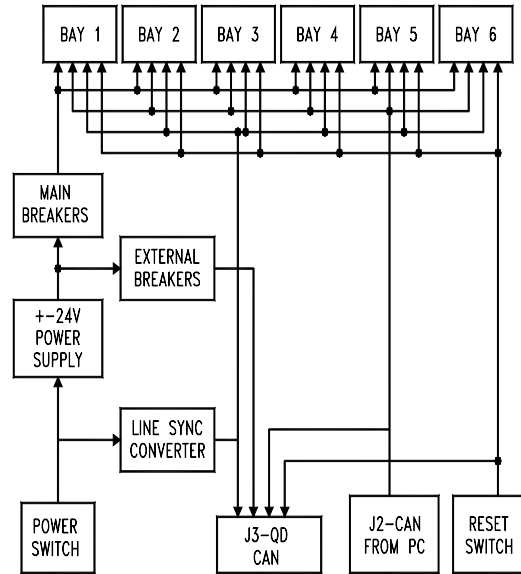 BAY 1
BAY 2
BAY 3
BAY 4
BAY 5
BAY 6
MAIN
BREAKERS
EXTERNAL
BREAKERS
+-24V
POWER
SUPPLY
LINE SYNC
CONVERTER
POWER
SWITCH
J3-QD
CAN
J2-CAN
FROM PC
RESET
SWITCH